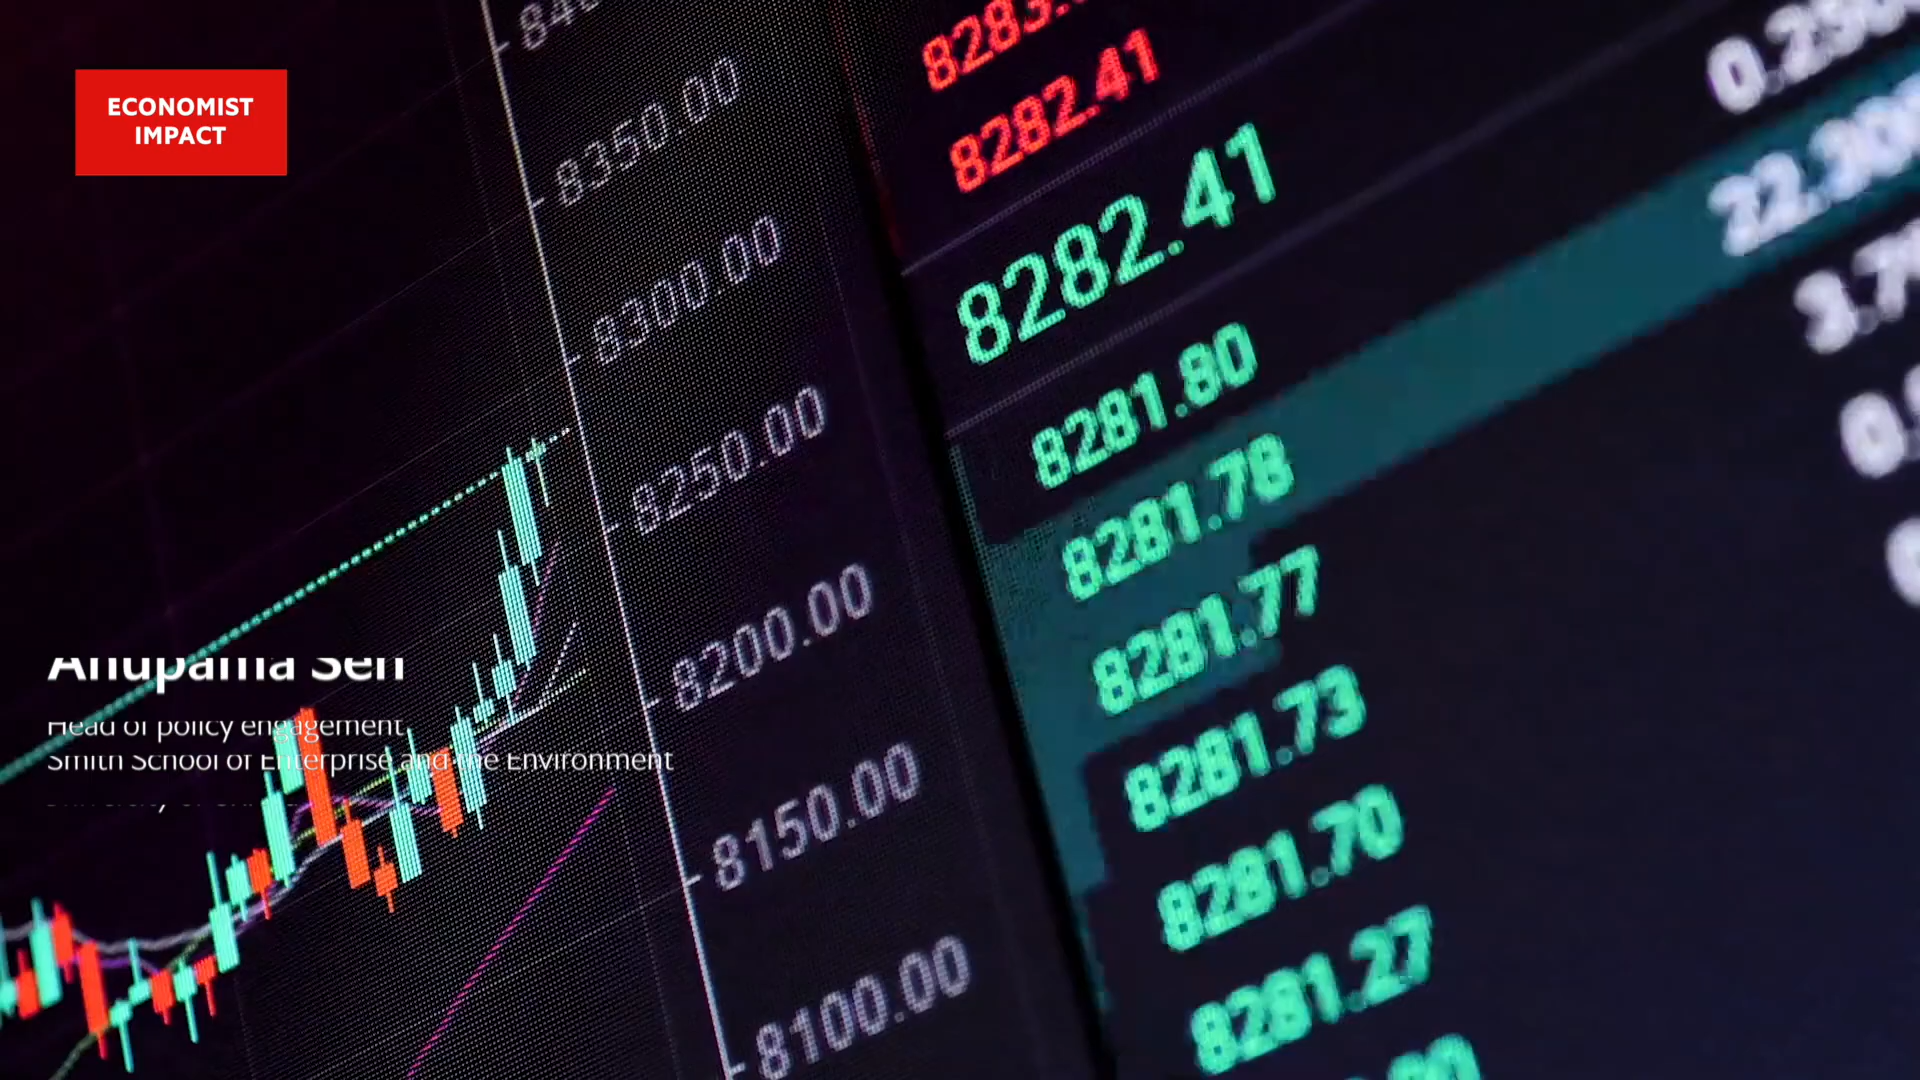 ECONOMIST
IMPACT
8350.00
8300.00
8250.00
8200.00
8150.00
8100.00
8282.41
8282.41
8281.80
8281.78
8281.77
8281.73
8281.70
8281.27
Anupama Sen
Head of policy engagement
Smith School of Enterprise and the Environment